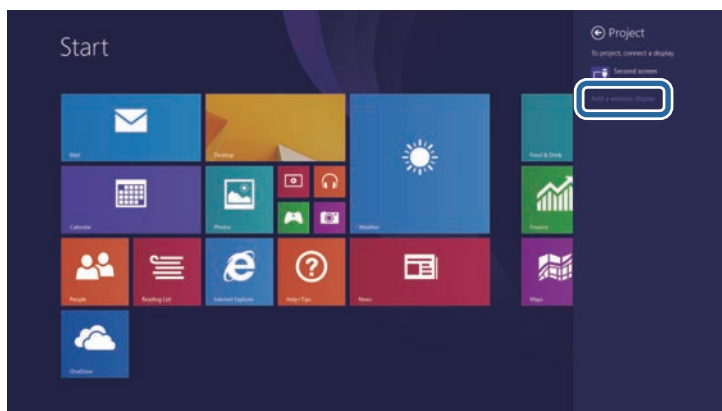 Start
Project
To project, connect a display
Second screen
Add a wireless display
Mail
Desktop
Weather
Food & Drink
Calendar
Photos
Finance
People
Reading List
Internet Explorer
Help+Tips
News
Maps
OneDrive